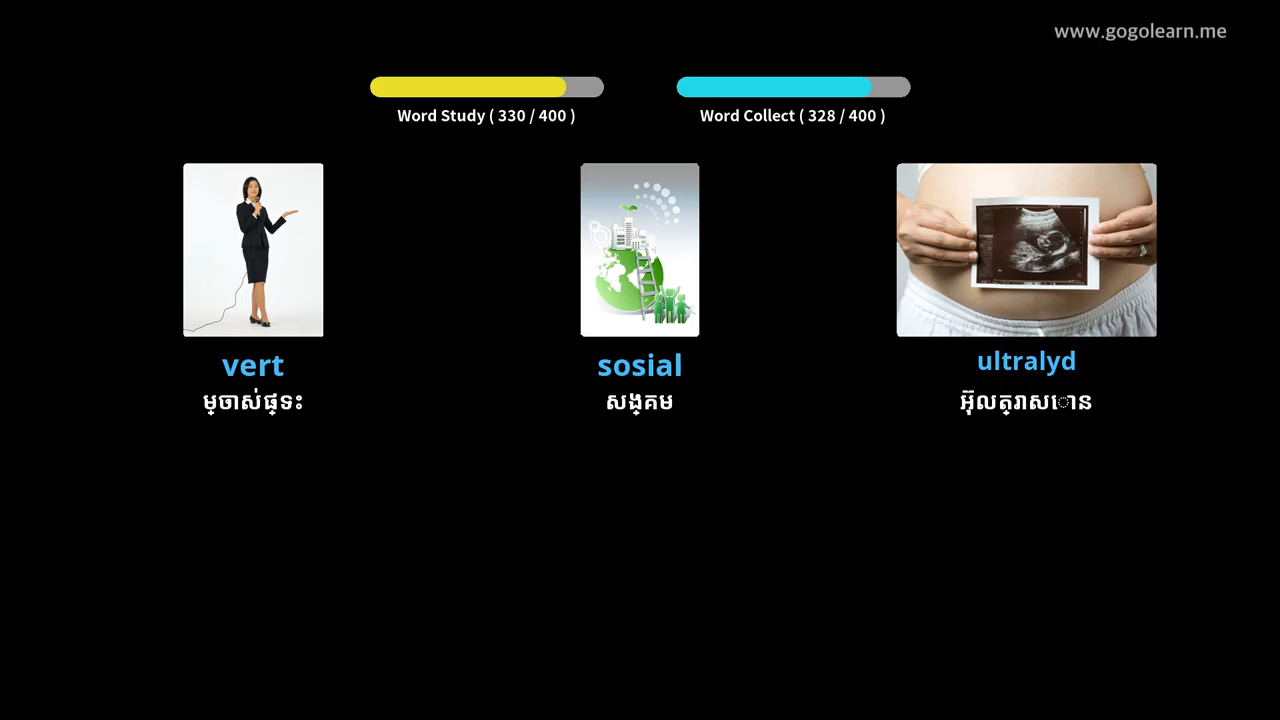 www.gogolearn.me
Word Study ( 330 / 400 )
Word Collect ( 328 / 400 )
vert
sosial
ultralyd
ម្ចាស់ផ្ទះ
សង្គម
អ៊ុលត្រាសោន